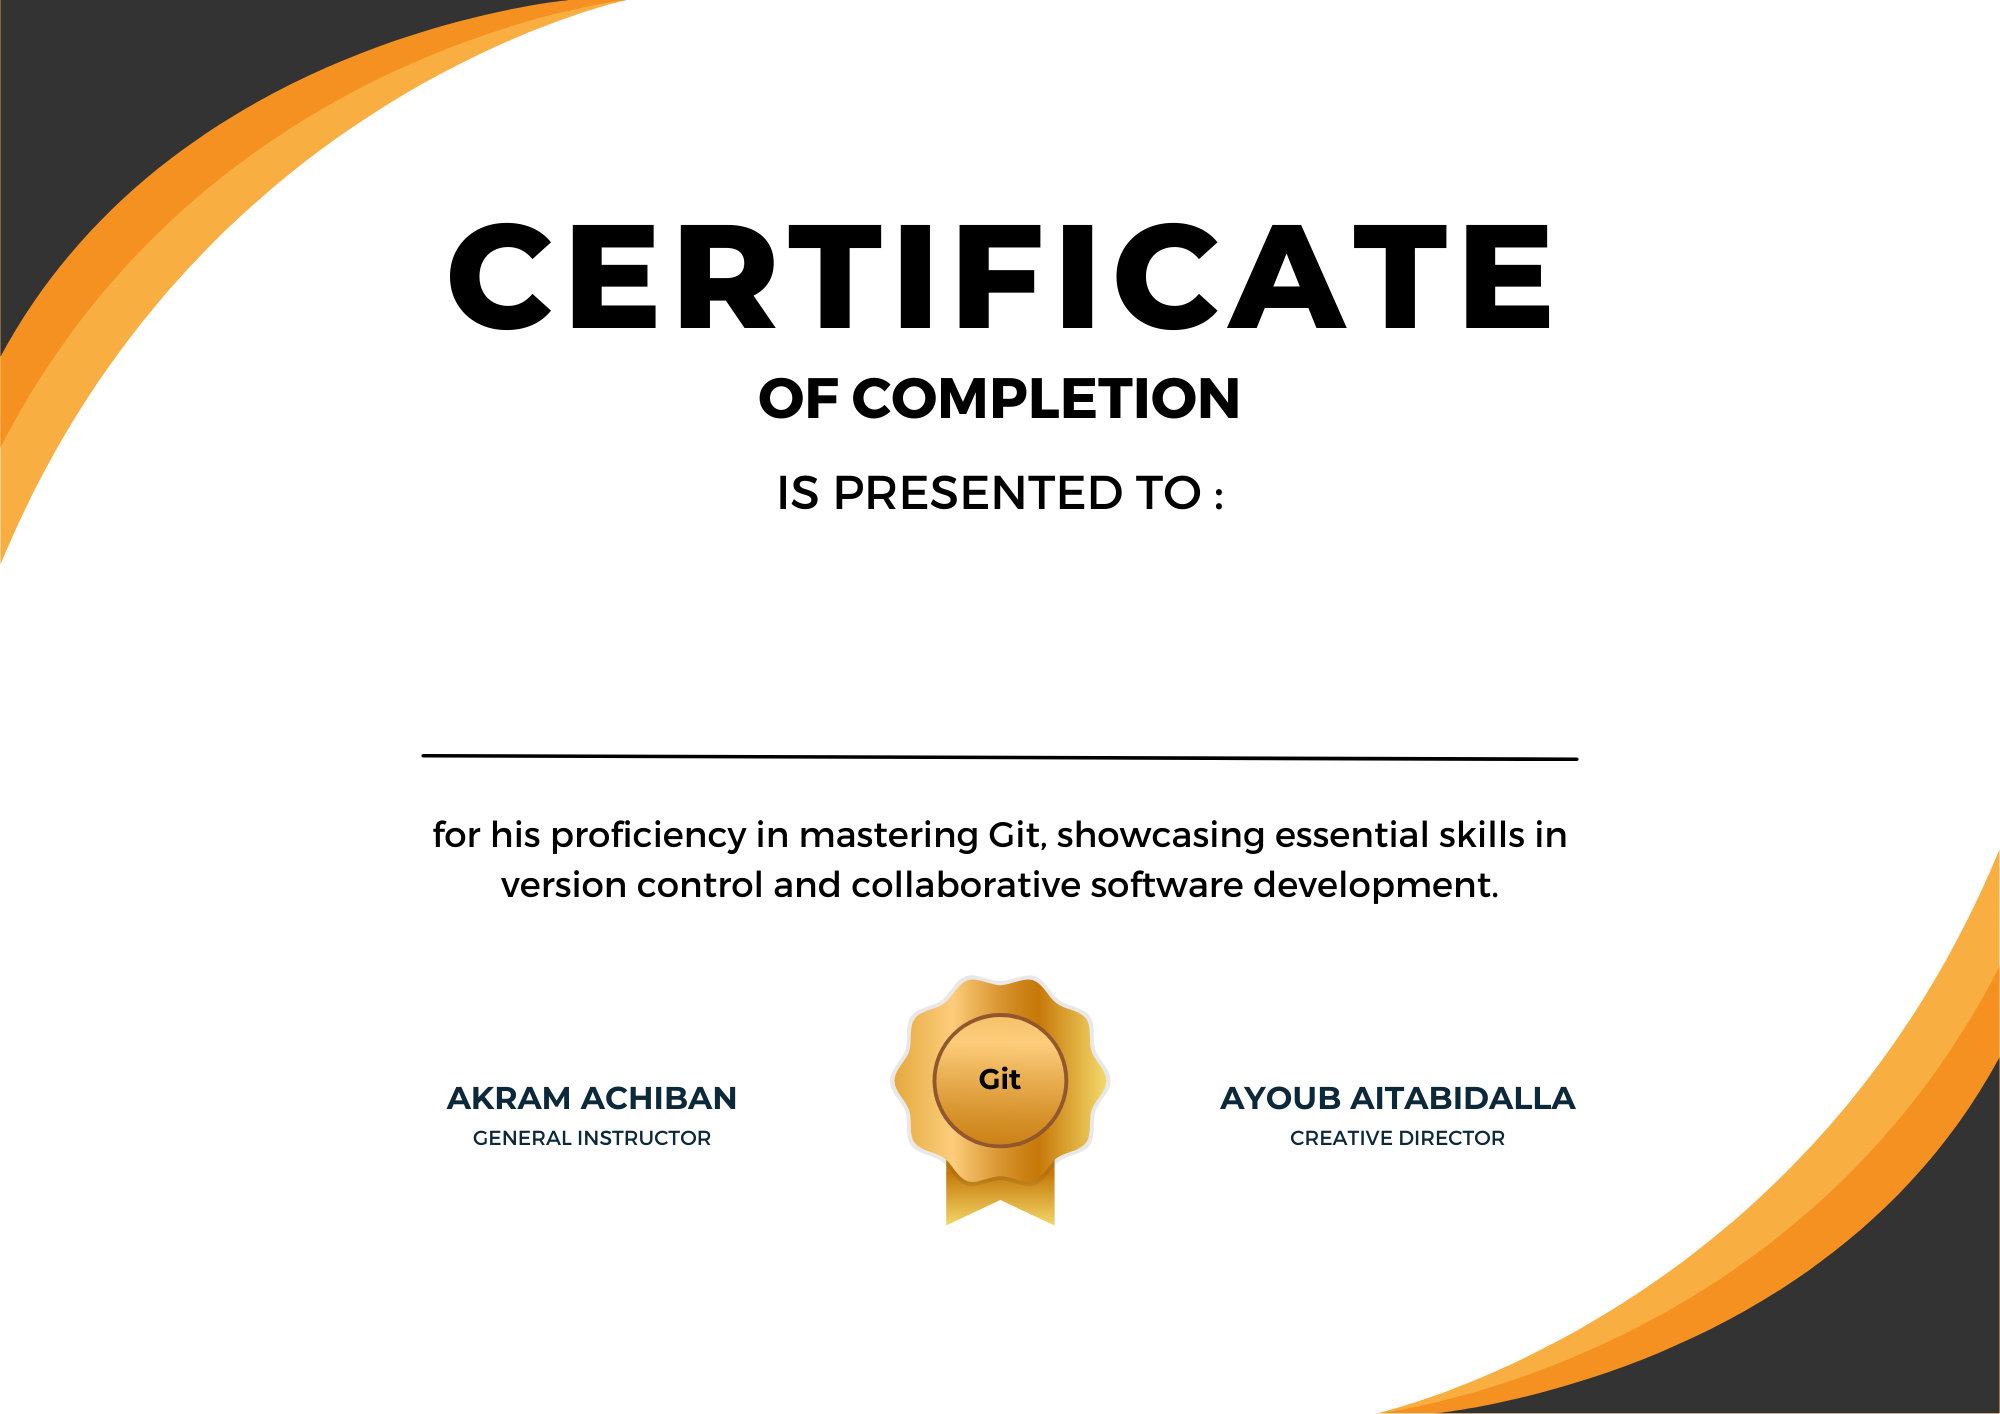 CERTIFICATE
OF COMPLETION
IS PRESENTED TO :
for his proficiency in mastering Git, showcasing essential skills in
version control and collaborative software development.
Git
AKRAM ACHIBAN
GENERAL INSTRUCTOR
AYOUB AITABIDALLA
CREATIVE DIRECTOR